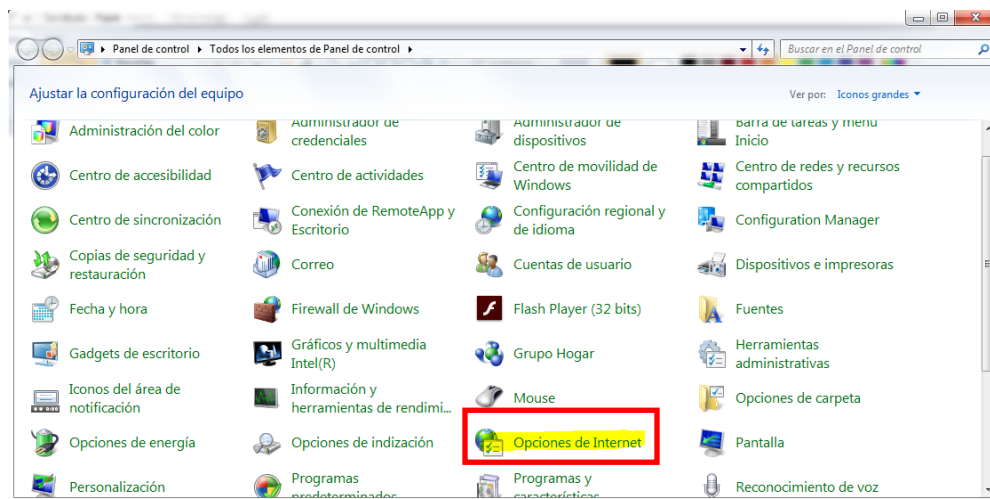 Panel de control ▸ Todos los elementos de Panel de control ▸
Buscar en el Panel de control
Ajustar la configuración del equipo
Ver por: Iconos grandes
Administración del color
Administrador de
credenciales
Administrador de
dispositivos
Barra de tareas y menú
Inicio
Centro de accesibilidad
Centro de actividades
Centro de movilidad de
Windows
Centro de redes y recursos
compartidos
Centro de sincronización
Conexión de RemoteApp y
Escritorio
Configuración regional y
de idioma
Configuration Manager
Copias de seguridad y
restauración
Correo
Cuentas de usuario
Dispositivos e impresoras
Fecha y hora
Firewall de Windows
Flash Player (32 bits)
Fuentes
Gadgets de escritorio
Gráficos y multimedia
Intel(R)
Grupo Hogar
Herramientas
administrativas
Iconos del área de
notificación
Información y
herramientas de rendimi...
Mouse
Opciones de carpeta
Opciones de energía
Opciones de indización
Opciones de Internet
Pantalla
Personalización
Programas
predeterminados
Programas y
características
Reconocimiento de voz